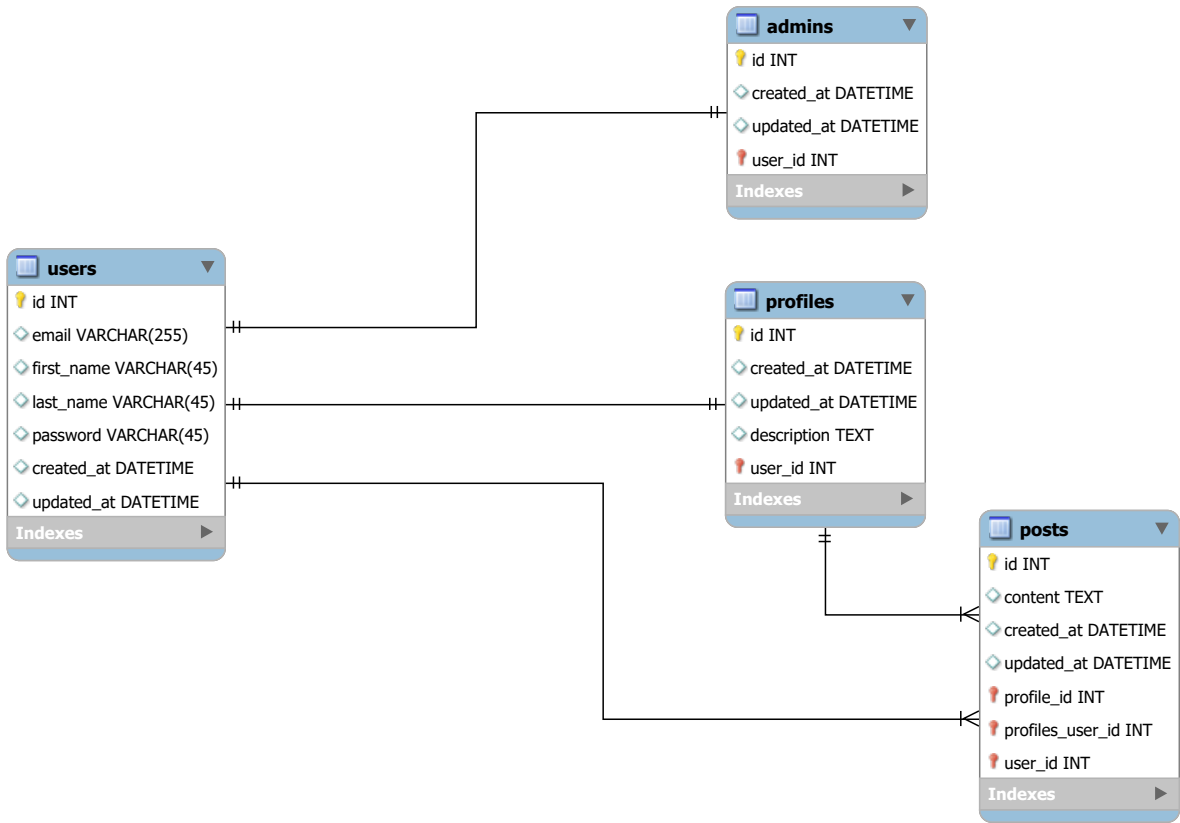 admins
id INT
created_at DATETIME
updated_at DATETIME
user_id INT
Indexes
users
id INT
email VARCHAR(255)
first_name VARCHAR(45)
last_name VARCHAR(45)
password VARCHAR(45)
created_at DATETIME
updated_at DATETIME
Indexes
profiles
id INT
created_at DATETIME
updated_at DATETIME
description TEXT
user_id INT
Indexes
posts
id INT
content TEXT
created_at DATETIME
updated_at DATETIME
profile_id INT
profiles_user_id INT
user_id INT
Indexes